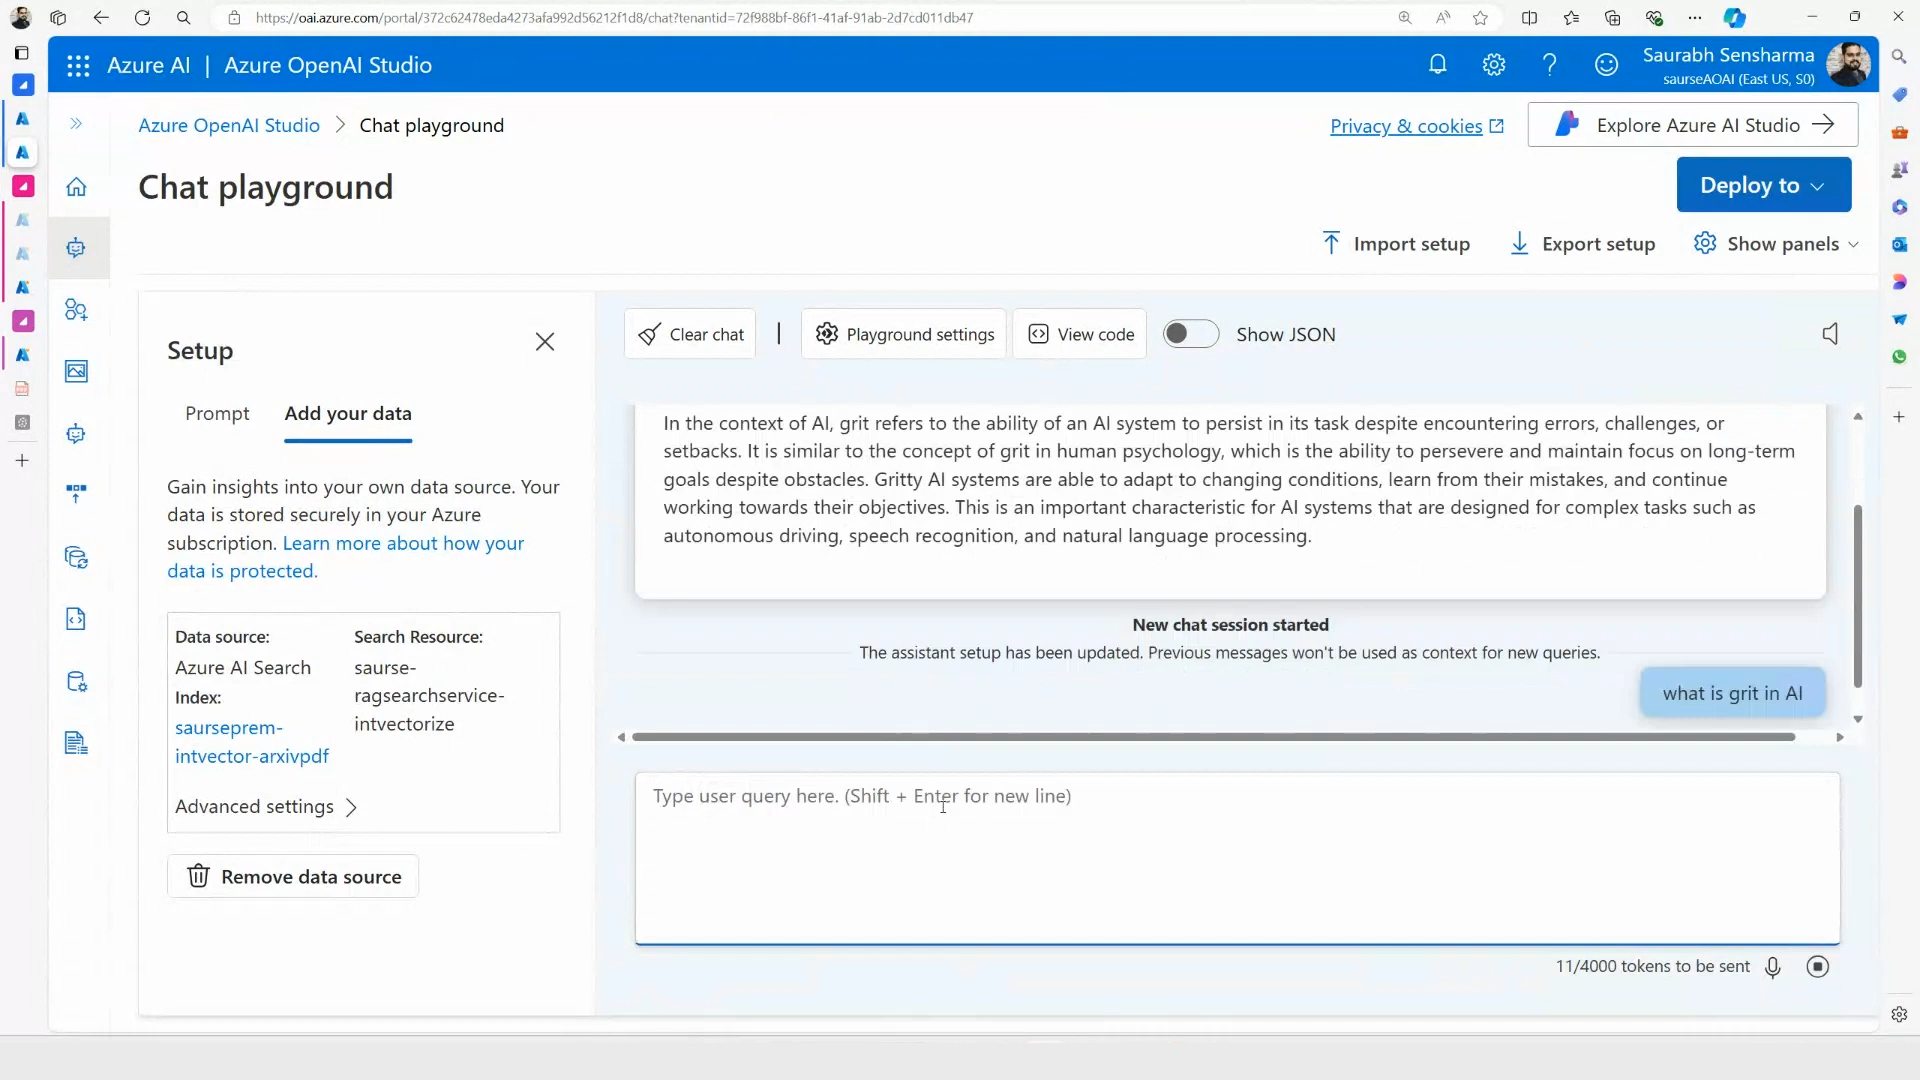 https://oai.azure.com/portal/372c62478eda4273afa992d56212f1d8/chat?tenantid=72f988bf-86f1-41af-91ab-2d7cd011db47
Azure AI | Azure OpenAI Studio
Saurabh Sensharma
saurseAOAI (East US, S0)
Azure OpenAI Studio > Chat playground
Privacy & cookies
Explore Azure AI Studio
Chat playground
Deploy to
Import setup
Export setup
Show panels
Setup
Clear chat
Playground settings
View code
Show JSON
Prompt
Add your data
Gain insights into your own data source. Your
data is stored securely in your Azure
subscription. Learn more about how your
data is protected.
Data source:
Azure AI Search
Index:
saurseprem-
intvector-arxivpdf
Search Resource:
saurse-
ragsearchservice-
intvectorize
Advanced settings
Remove data source
In the context of AI, grit refers to the ability of an AI system to persist in its task despite encountering errors, challenges, or
setbacks. It is similar to the concept of grit in human psychology, which is the ability to persevere and maintain focus on long-term
goals despite obstacles. Gritty AI systems are able to adapt to changing conditions, learn from their mistakes, and continue
working towards their objectives. This is an important characteristic for AI systems that are designed for complex tasks such as
autonomous driving, speech recognition, and natural language processing.
New chat session started
The assistant setup has been updated. Previous messages won't be used as context for new queries.
what is grit in AI
Type user query here. (Shift + Enter for new line)
11/4000 tokens to be sent